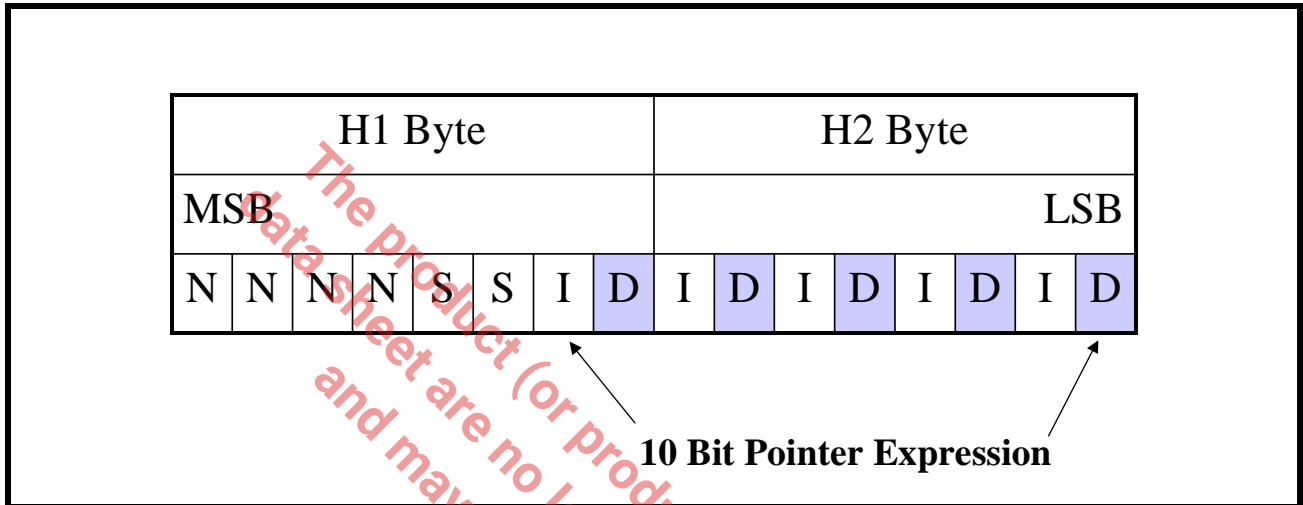 H1 Byte H2 Byte
MSB LSB
N N N N S S I D I D I D I D I D
10 Bit Pointer Expression
The product (or prod
data sheet are no
and may